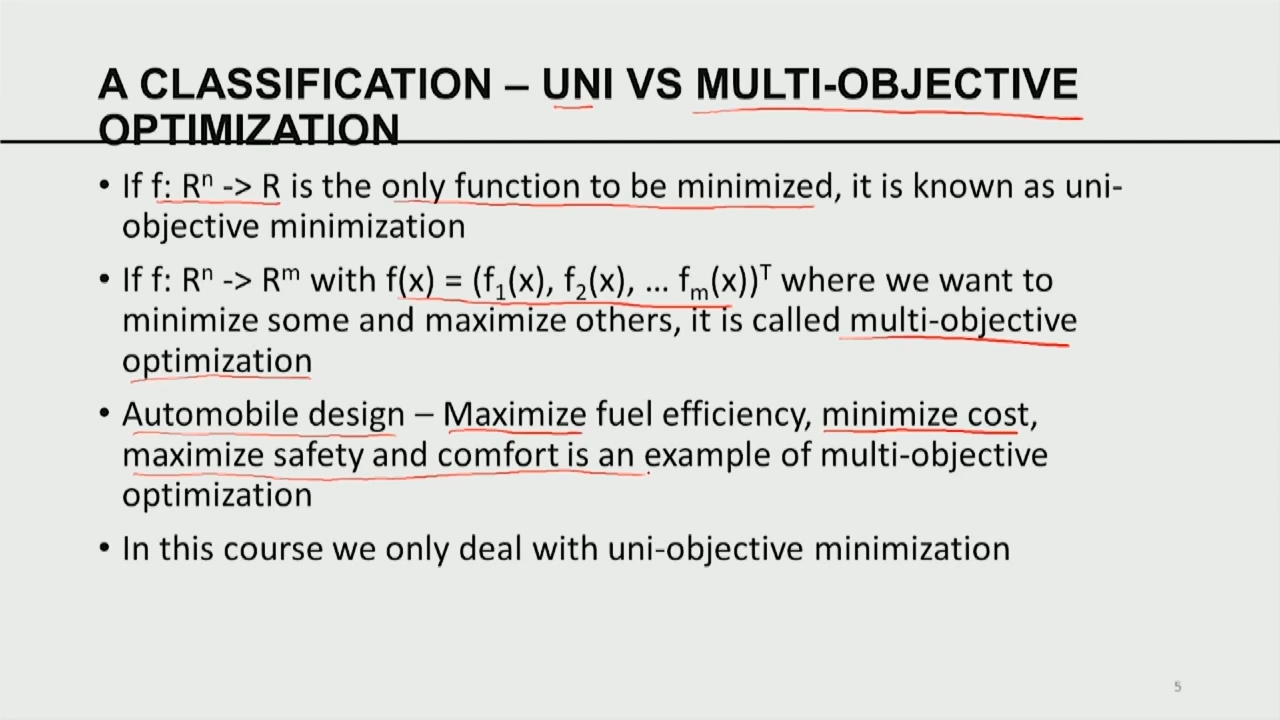 A CLASSIFICATION – UNI VS MULTI-OBJECTIVE
OPTIMIZATION
• If f: Rⁿ -> R is the only function to be minimized, it is known as uni-
objective minimization
• If f: Rⁿ -> Rᵐ with f(x) = (f₁(x), f₂(x), ... fₘ(x))ᵀ where we want to
minimize some and maximize others, it is called multi-objective
optimization
• Automobile design – Maximize fuel efficiency, minimize cost,
maximize safety and comfort is an example of multi-objective
optimization
• In this course we only deal with uni-objective minimization
5